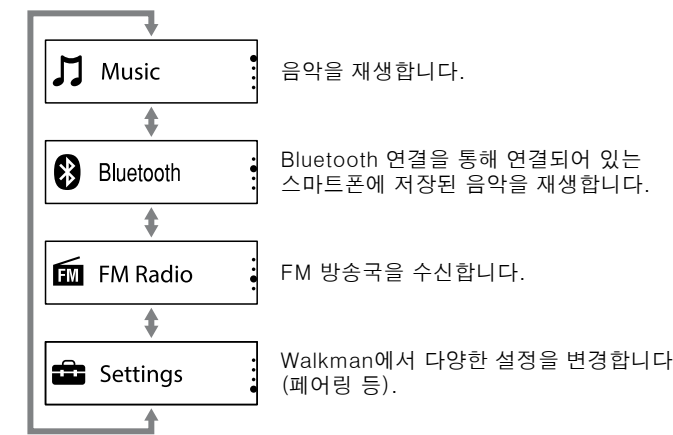 Music
음악을 재생합니다.
Bluetooth
Bluetooth 연결을 통해 연결되어 있는
스마트폰에 저장된 음악을 재생합니다.
FM Radio
FM 방송국을 수신합니다.
Settings
Walkman에서 다양한 설정을 변경합니다
(페어링 등).